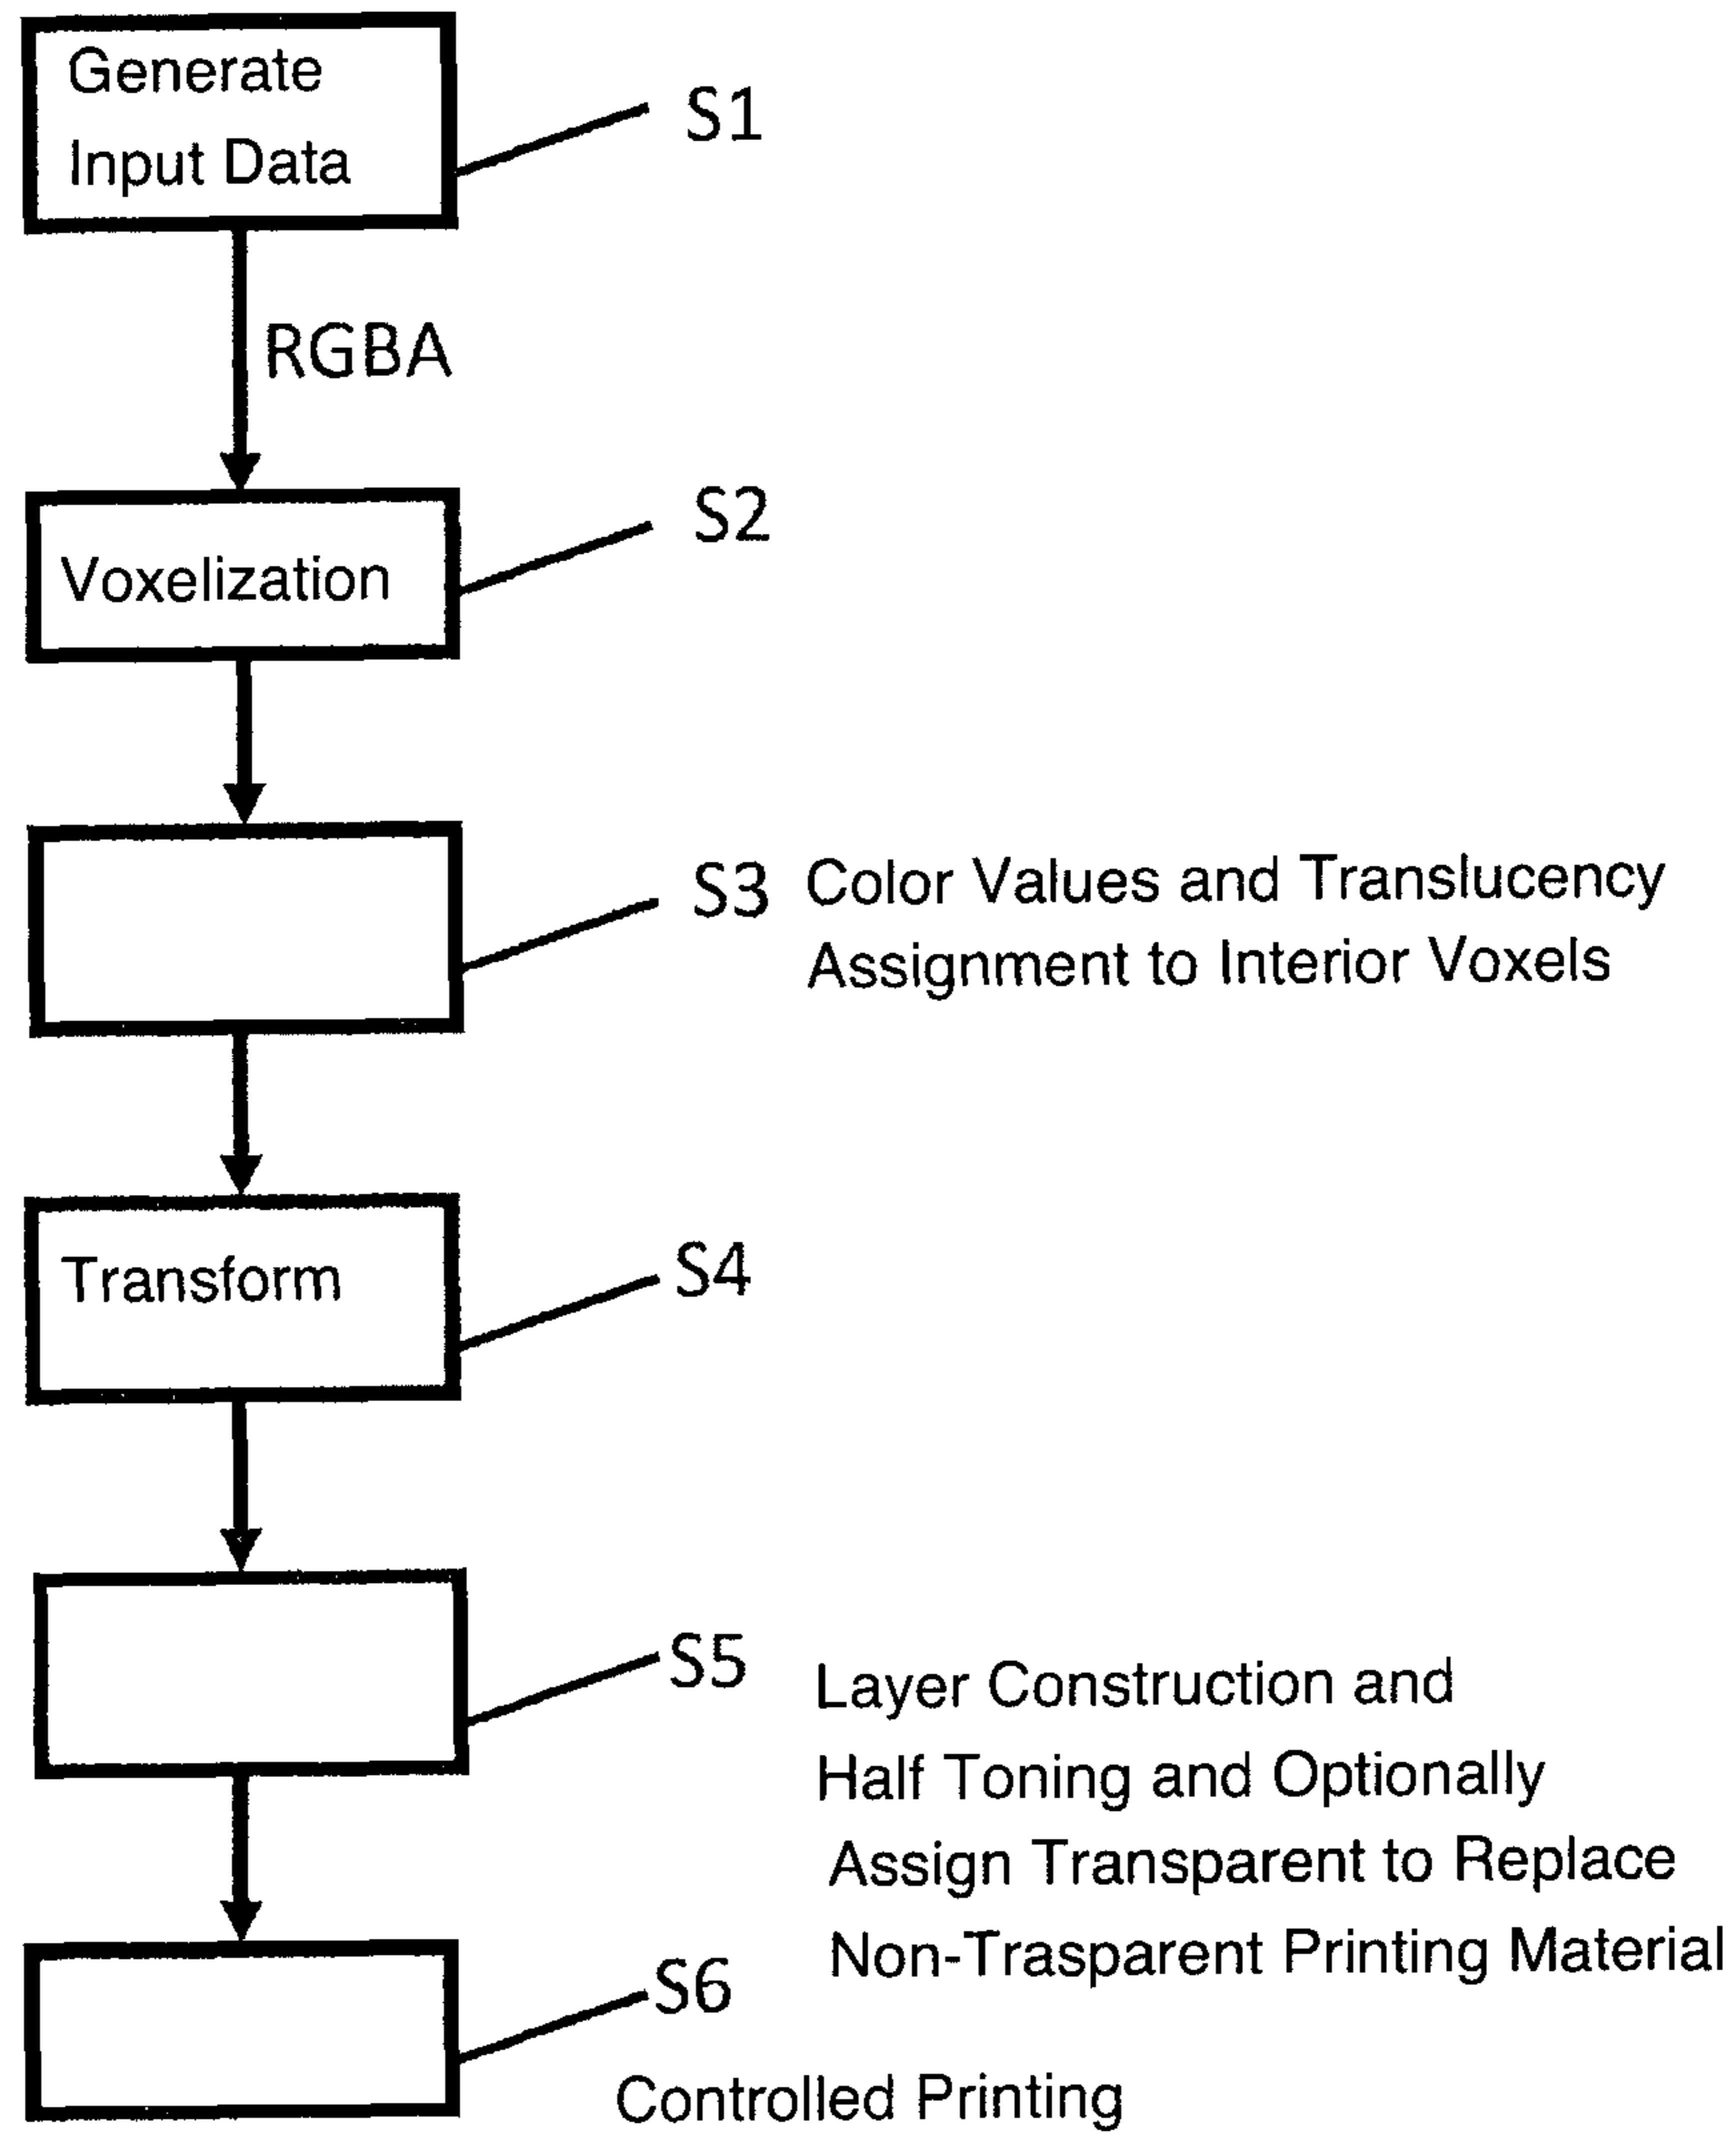 Generate
Input Data
S1
RGBA
S2
Voxelization
S3
Color Values and Translucency
Assignment to Interior Voxels
Transform
S4
S5
Layer Construction and
Half Toning and Optionally
Assign Transparent to Replace
Non-Trasparent Printing Material
S6
Controlled Printing